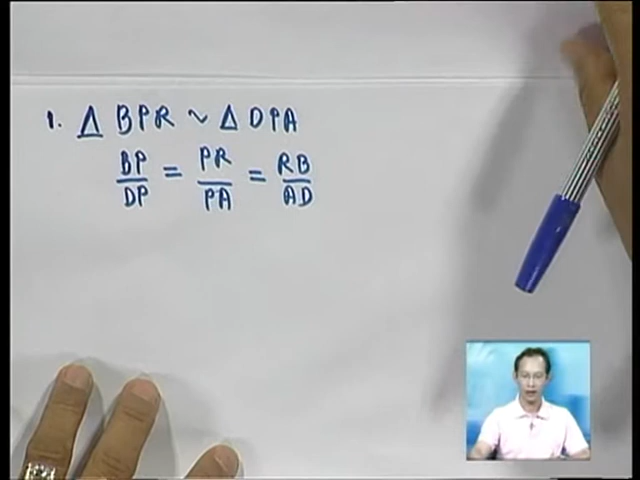 1. Δ BPR ~ Δ DPA
BP/DP = PR/PA = RB/AD